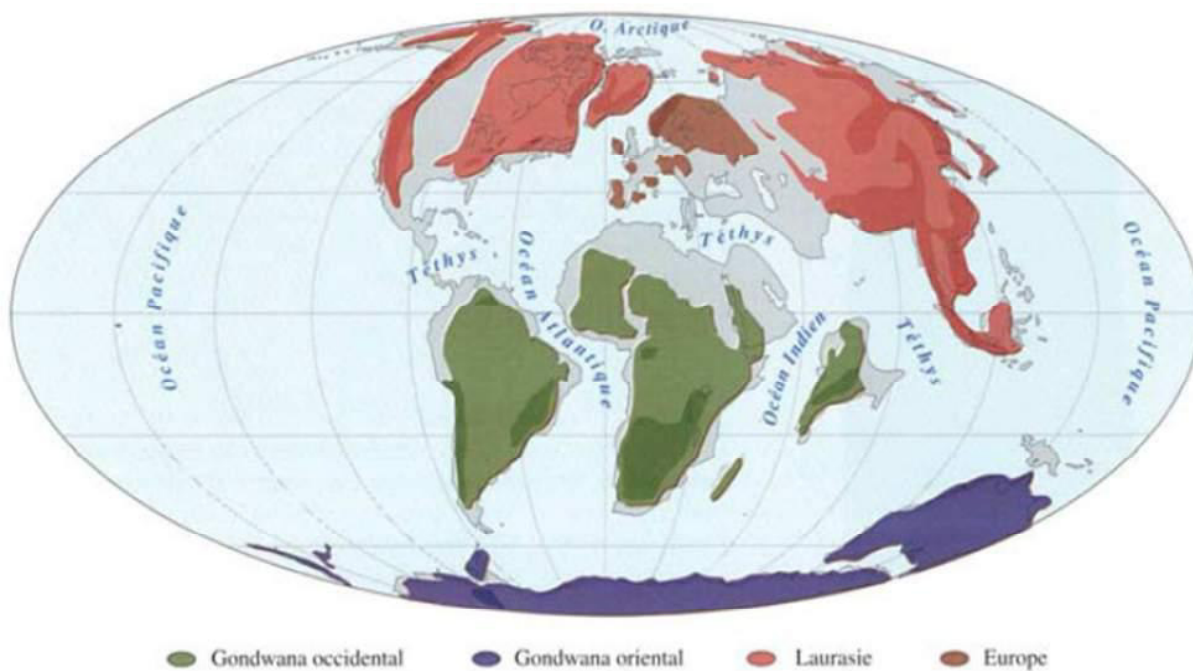 O. Arctique
Océan Pacifique
Téthys
Océan Atlantique
Téthys
Océan Indien
Téthys
Océan Pacifique
Gondwana occidental
Gondwana oriental
Laurasie
Europe